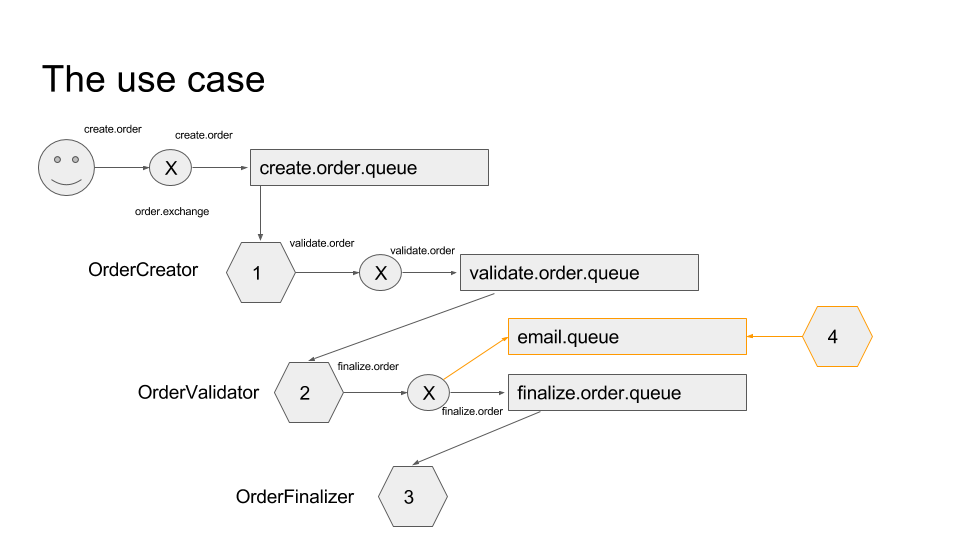 The use case
create.order
create.order
X
create.order.queue
order.exchange
OrderCreator
1
validate.order
X
validate.order
validate.order.queue
email.queue
4
OrderValidator
2
finalize.order
X
finalize.order
finalize.order.queue
OrderFinalizer
3